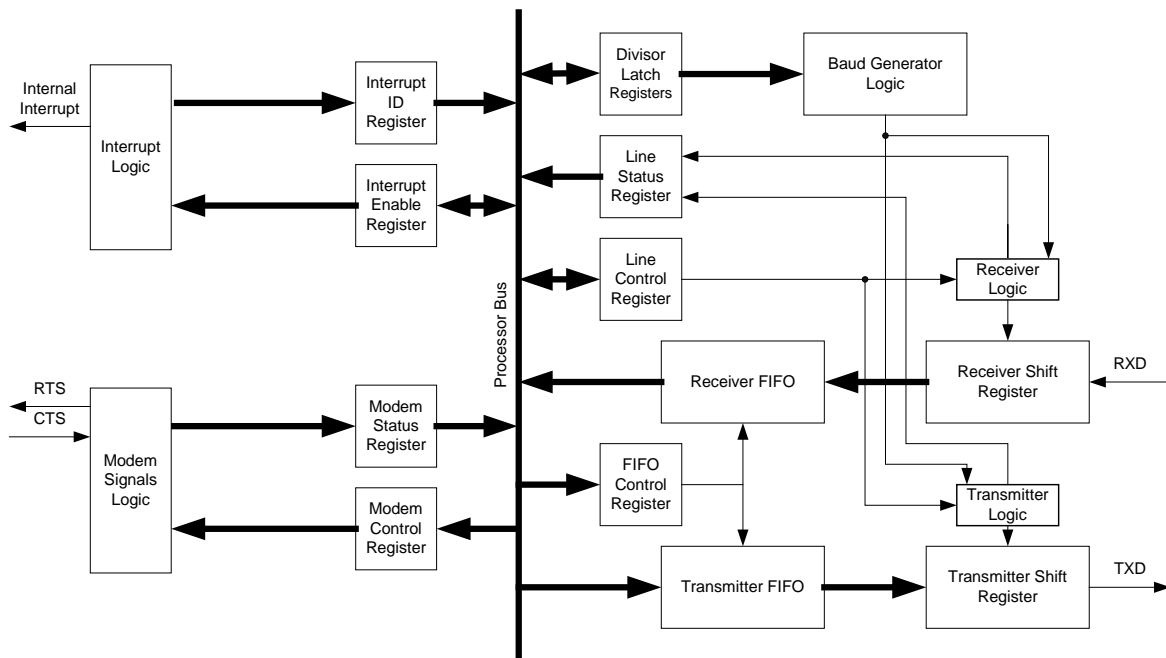 Internal
Interrupt
Interrupt
Logic
Interrupt
ID
Register
Interrupt
Enable
Register
RTS
CTS
Modem
Signals
Logic
Modem
Status
Register
Modem
Control
Register
Processor Bus
Divisor
Latch
Registers
Baud Generator
Logic
Line
Status
Register
Line
Control
Register
Receiver
Logic
Receiver FIFO
Receiver Shift
Register
RXD
FIFO
Control
Register
Transmitter
Logic
Transmitter FIFO
Transmitter Shift
Register
TXD